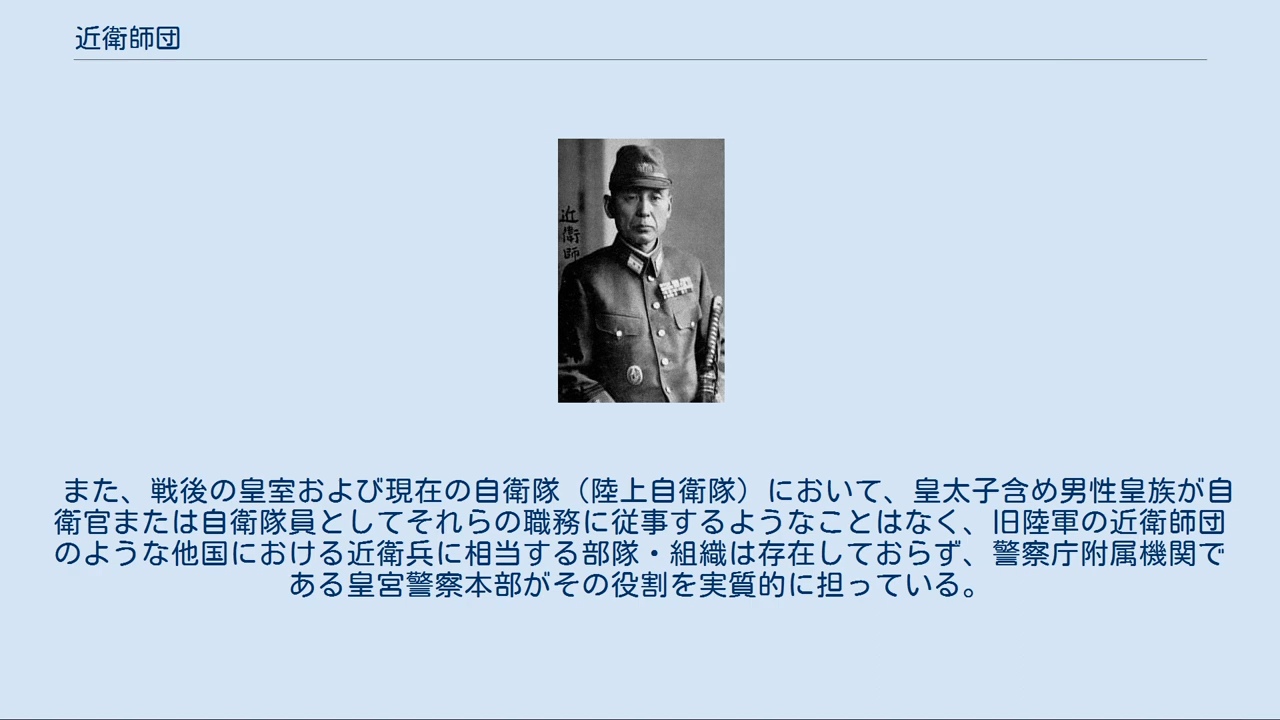 近衛師団
近衛師
また、戦後の皇室および現在の自衛隊（陸上自衛隊）において、皇太子含め男性皇族が自
衛官または自衛隊員としてそれらの職務に従事するようなことはなく、旧陸軍の近衛師団
のような他国における近衛兵に相当する部隊・組織は存在しておらず、警察庁附属機関で
ある皇宮警察本部がその役割を実質的に担っている。